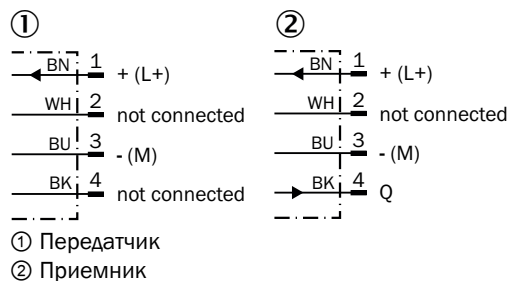 ① ②
BN 1 + (L+) BN 1 + (L+)
WH 2 not connected WH 2 not connected
BU 3 - (M) BU 3 - (M)
BK 4 not connected BK 4 Q
① Передатчик
② Приемник